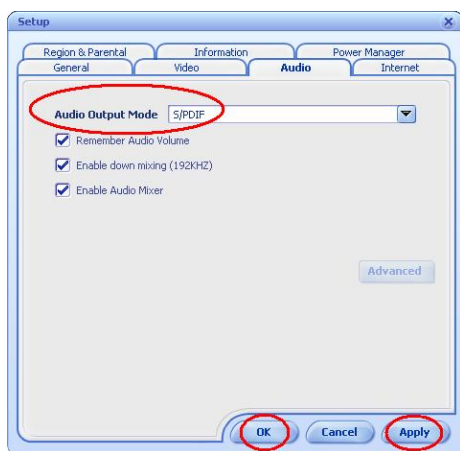 Setup
Region & Parental Information Power Manager
General Video Audio Internet
Audio Output Mode S/PDIF
Remember Audio Volume
Enable down mixing (192KHZ)
Enable Audio Mixer
Advanced
OK Cancel Apply